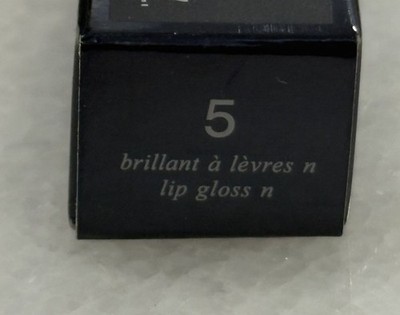 5
brillant à lèvres n
lip gloss n